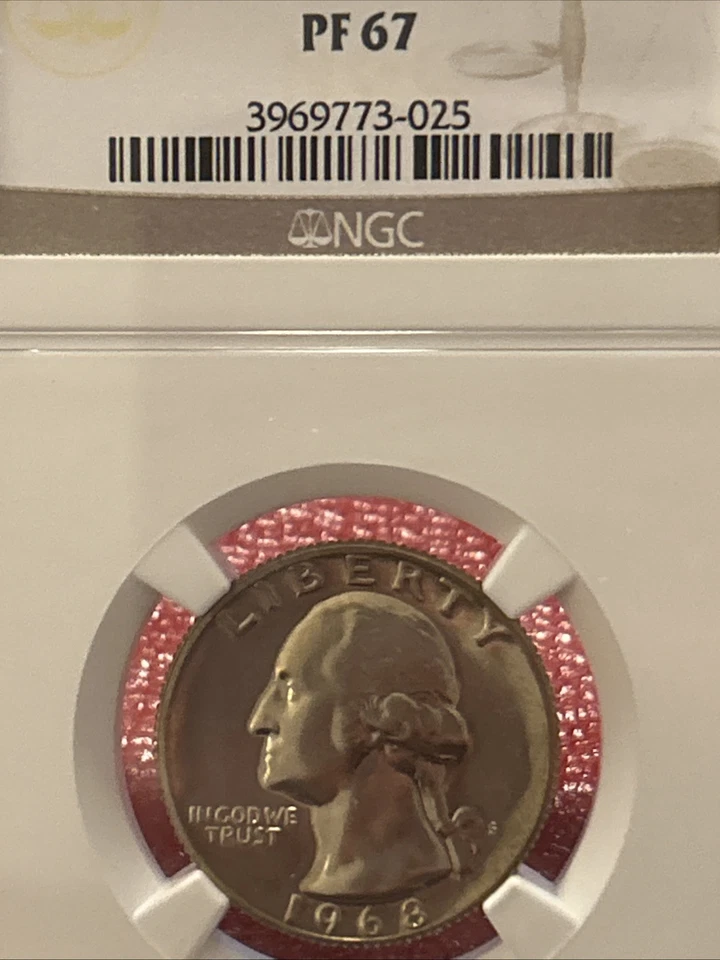 PF 67
3969773-025
NGC
LIBERTY
IN GOD WE
TRUST
S
1968